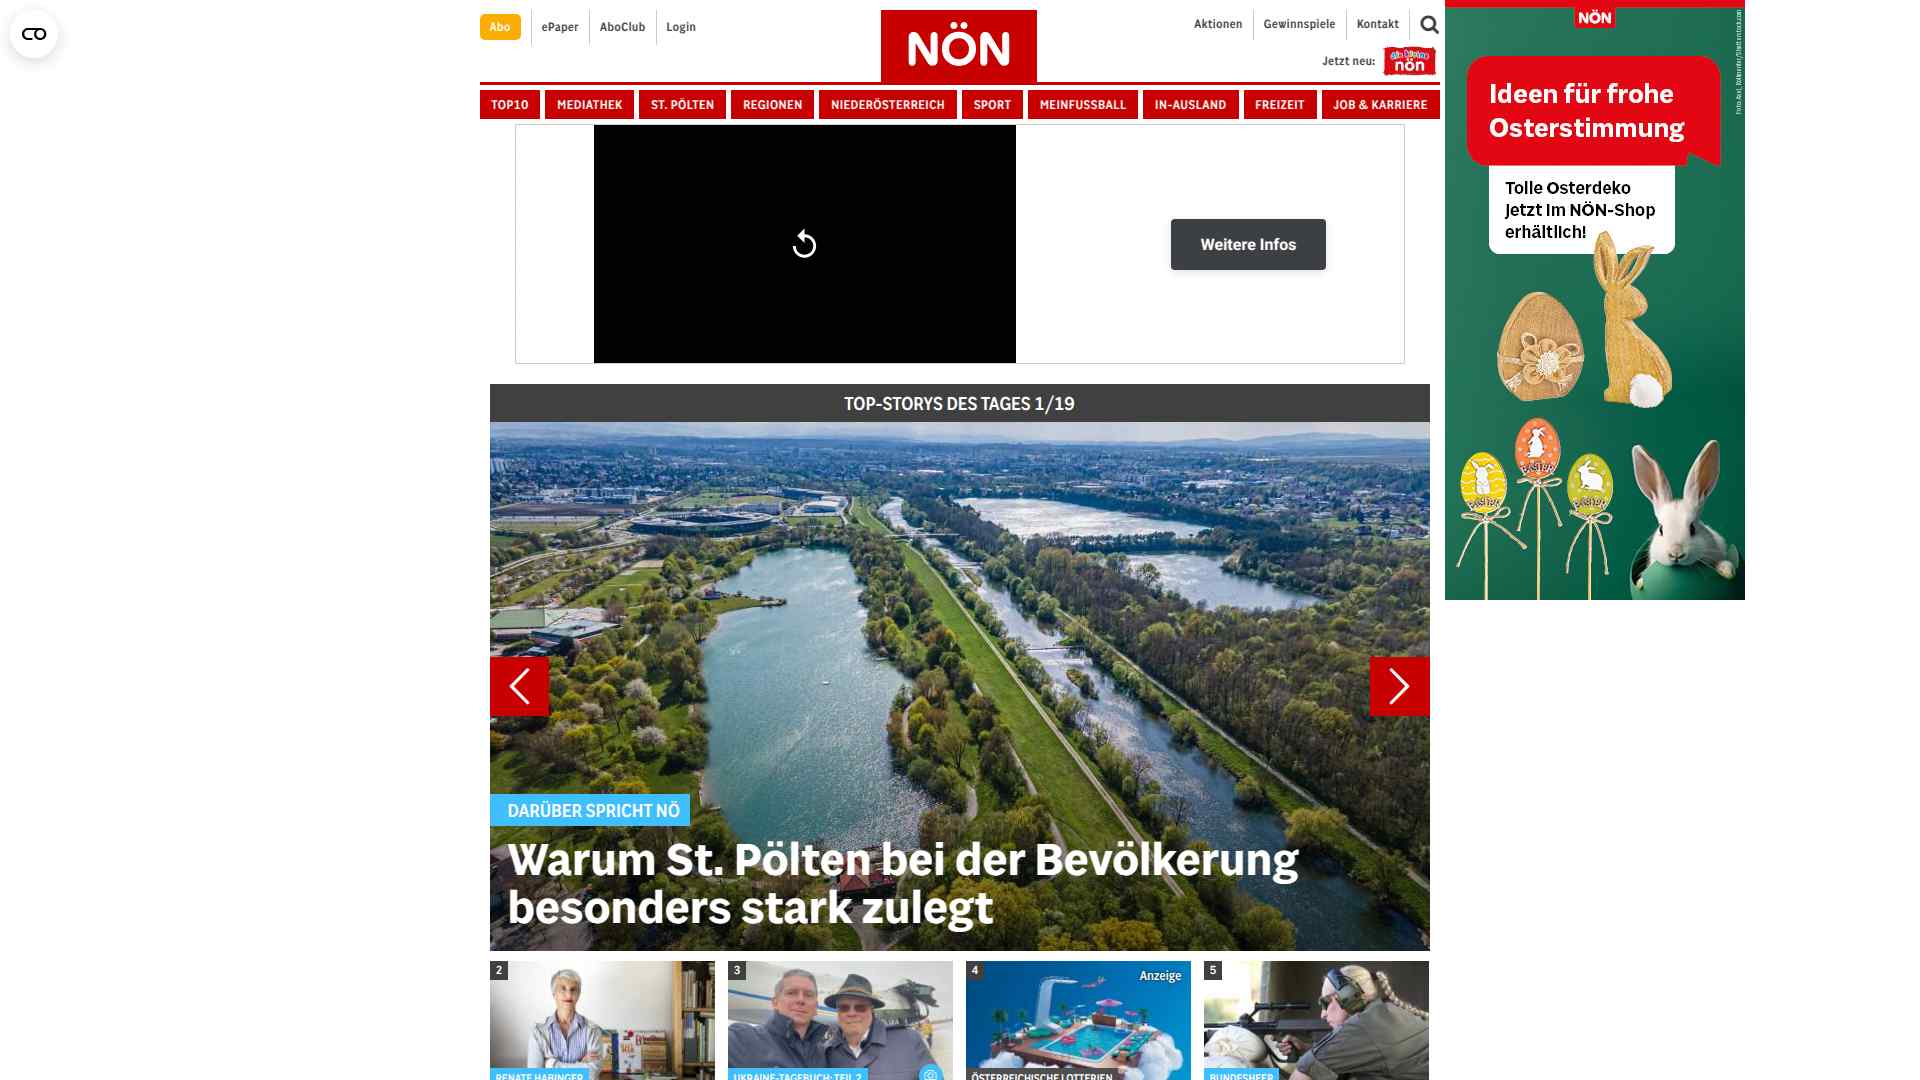 Abo
ePaper
AboClub
Login
NÖN
Aktionen
Gewinnspiele
Kontakt
Jetzt neu:
die kleine
nön
TOP10
MEDIATHEK
ST. PÖLTEN
REGIONEN
NIEDERÖSTERREICH
SPORT
MEINFUSSBALL
IN-AUSLAND
FREIZEIT
JOB & KARRIERE
Weitere Infos
NÖN
Ideen für frohe
Osterstimmung
Tolle Osterdeko
jetzt im NÖN-Shop
erhältlich!
EASTER
EASTER
EASTER
TOP-STORYS DES TAGES 1/19
DARÜBER SPRICHT NÖ
Warum St. Pölten bei der Bevölkerung
besonders stark zulegt
2
3
4
Anzeige
5
RENATE HABINGER
UKRAINE-TAGEBUCH: TEIL 2
ÖSTERREICHISCHE LOTTERIEN
BUNDESHEER